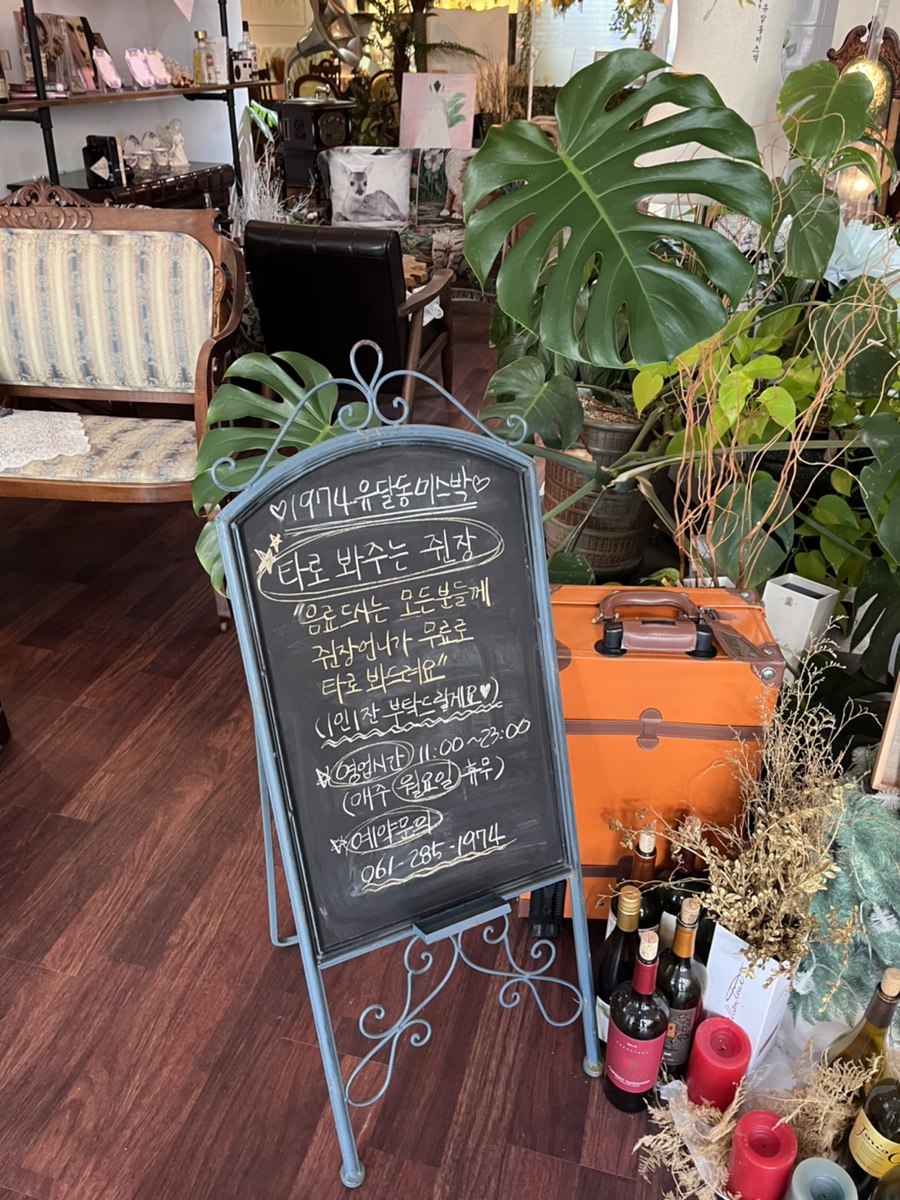 ♡1974유달동미스박♡
타로 봐주는 쥔장
"음료드시는 모든분들께
쥔장언니가 무료로
타로 봐드려요"
(1인 1잔 부탁드릴게요♥)
☆영업시간 11:00~23:00
(매주 월요일 휴무)
☆예약문의
061-285-1974